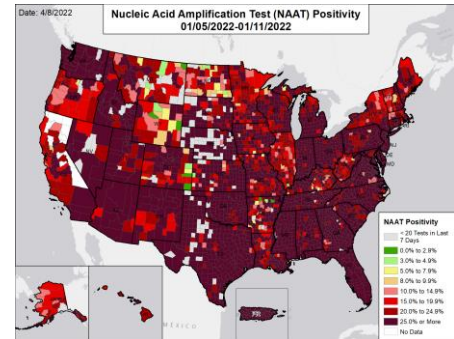 Date: 4/8/2022
Nucleic Acid Amplification Test (NAAT) Positivity
01/05/2022-01/11/2022
MEXICO
PR
NAAT Positivity
< 20 Tests in Last
7 Days
0.0% to 2.9%
3.0% to 4.9%
5.0% to 7.9%
8.0% to 9.9%
10.0% to 14.9%
15.0% to 19.9%
20.0% to 24.9%
25.0% or More
No Data